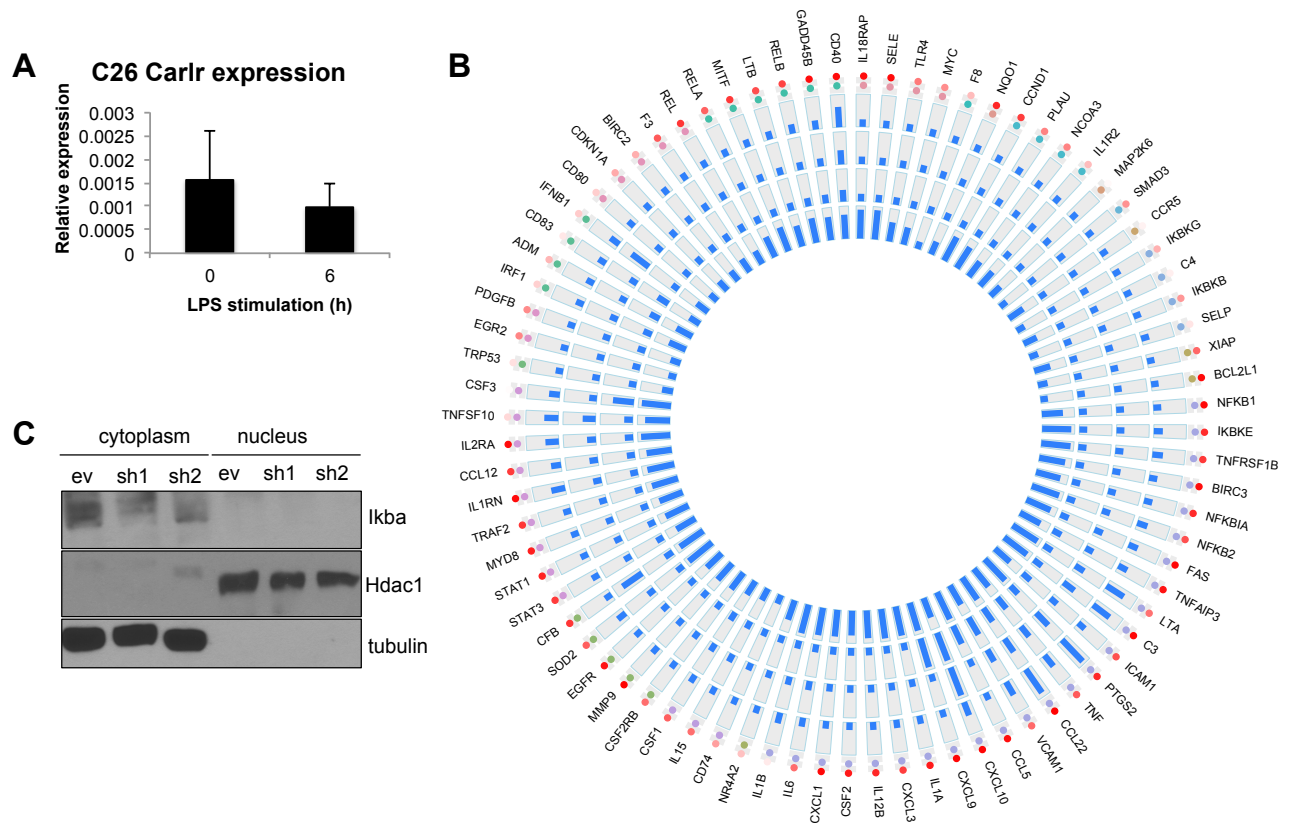 A
C26 Carlr expression
Relative expression
0.003
0.0025
0.002
0.0015
0.001
0.0005
0
0
6
LPS stimulation (h)
B
CD40
IL18RAP
SELE
TLR4
MYC
F8
NQO1
CCND1
PLAU
NCOA3
IL1R2
MAP2K6
SMAD3
CCR5
IKBKG
C4
IKBKB
SELP
XIAP
BCL2L1
NFKB1
IKBKE
TNFRSF1B
BIRC3
NFKBIA
NFKB2
FAS
TNFAIP3
LTA
C3
ICAM1
PTGS2
TNF
CCL22
VCAM1
CCL5
CXCL10
CXCL9
IL1A
CXCL3
IL12B
CSF2
CXCL1
IL6
IL1B
NR4A2
CD74
IL15
CSF1
CSF2RB
MMP9
EGFR
SOD2
CFB
STAT3
STAT1
MYD8
TRAF2
IL1RN
CCL12
IL2RA
TNFSF10
CSF3
TRP53
EGR2
PDGFB
IRF1
ADM
CD83
IFNB1
CD80
CDKN1A
BIRC2
F3
REL
RELA
MITF
LTB
RELB
GADD45B
C
cytoplasm nucleus
ev sh1 sh2 ev sh1 sh2
Ikba
Hdac1
tubulin